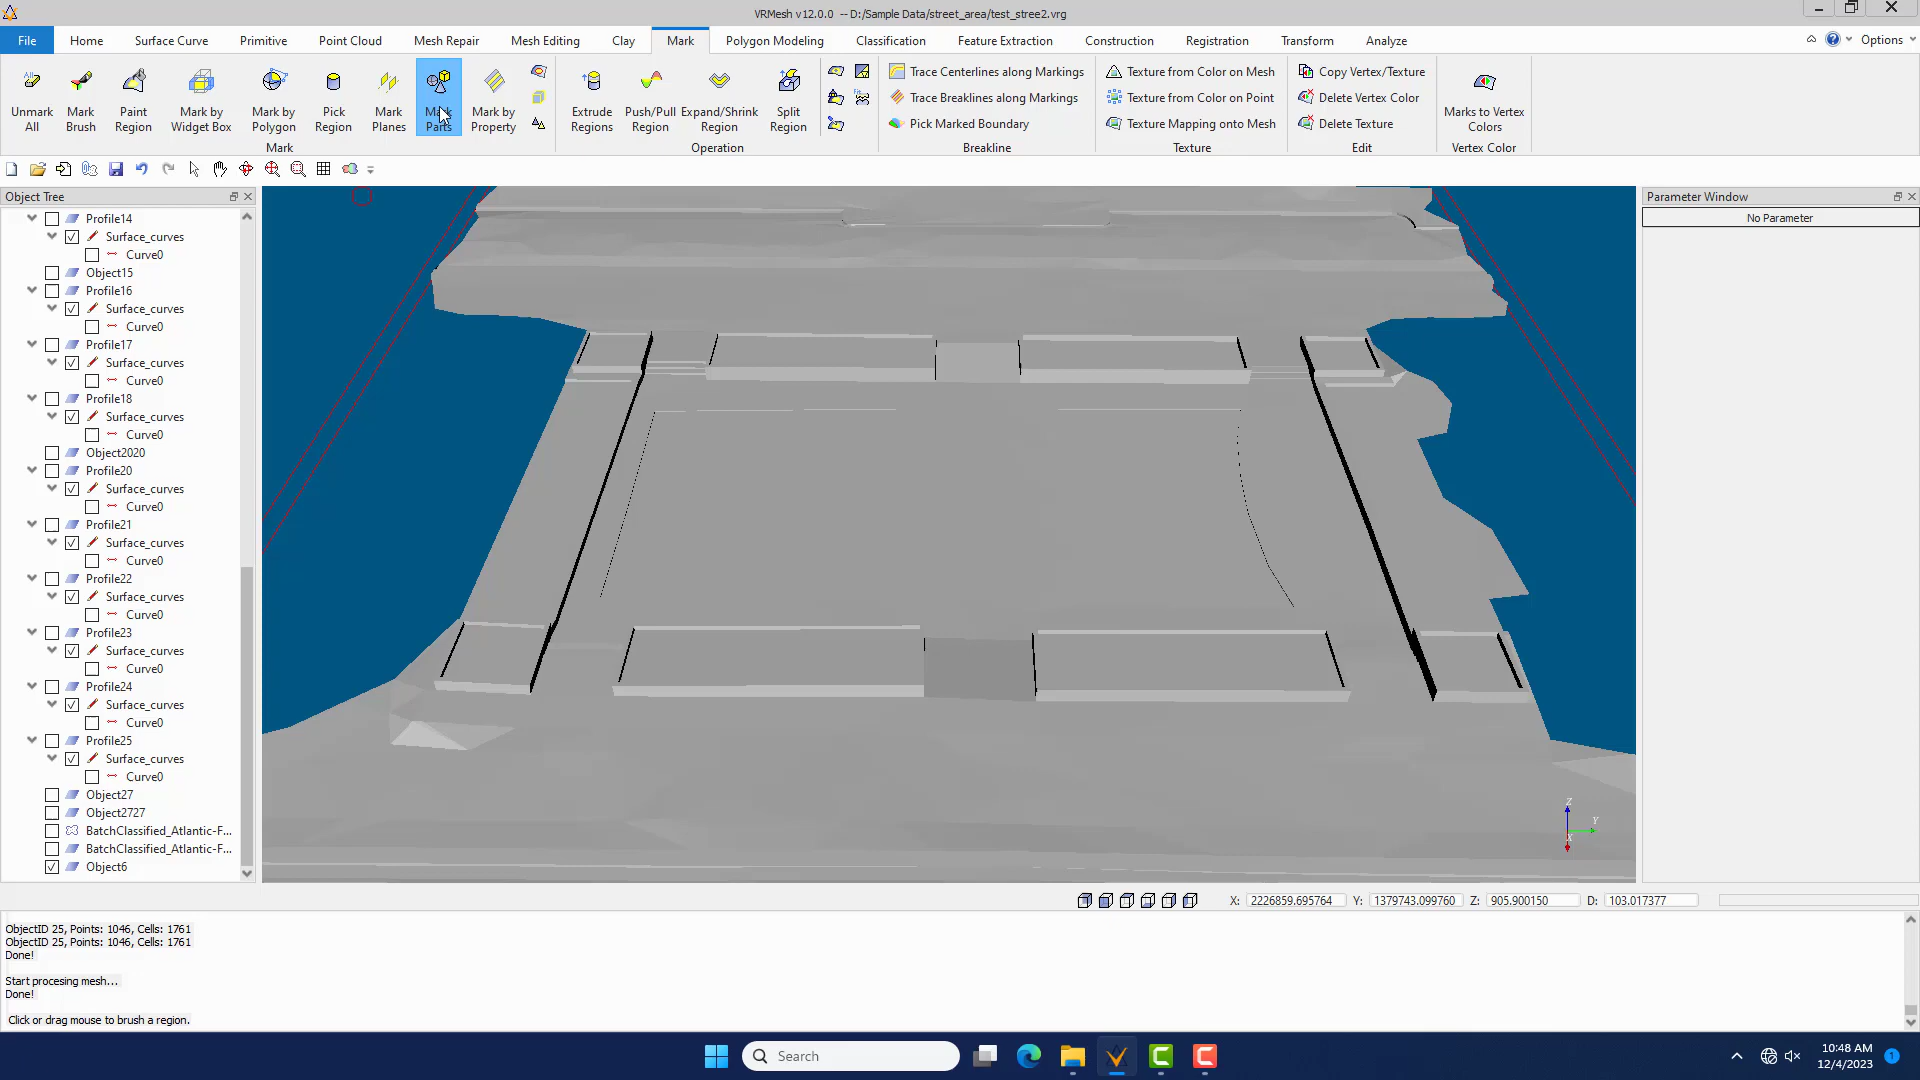 VRMesh v12.0.0 -- D:/Sample Data/street_area/test_stree2.vrg
File Home Surface Curve Primitive Point Cloud Mesh Repair Mesh Editing Clay Mark Polygon Modeling Classification Feature Extraction Construction Registration Transform Analyze Options
Unmark All
Mark Brush
Paint Region
Mark by Widget Box
Mark by Polygon
Pick Region
Mark Planes
Mark Parts
Mark by Property
Mark
Extrude Regions
Push/Pull Region
Expand/Shrink Region
Split Region
Operation
Trace Centerlines along Markings
Trace Breaklines along Markings
Pick Marked Boundary
Breakline
Texture from Color on Mesh
Texture from Color on Point
Texture Mapping onto Mesh
Texture
Copy Vertex/Texture
Delete Vertex Color
Delete Texture
Edit
Marks to Vertex Colors
Vertex Color
Object Tree
Profile14
Surface_curves
Curve0
Object15
Profile16
Surface_curves
Curve0
Profile17
Surface_curves
Curve0
Profile18
Surface_curves
Curve0
Object2020
Profile20
Surface_curves
Curve0
Profile21
Surface_curves
Curve0
Profile22
Surface_curves
Curve0
Profile23
Surface_curves
Curve0
Profile24
Surface_curves
Curve0
Profile25
Surface_curves
Curve0
Object27
Object2727
BatchClassified_Atlantic-F...
BatchClassified_Atlantic-F...
Object6
Z
Y
X
Parameter Window
No Parameter
X: 2226859.695764 Y: 1379743.099760 Z: 905.900150 D: 103.017377
ObjectID 25, Points: 1046, Cells: 1761
ObjectID 25, Points: 1046, Cells: 1761
Done!
Start procesing mesh...
Done!
Click or drag mouse to brush a region.
Search
10:48 AM
12/4/2023
1